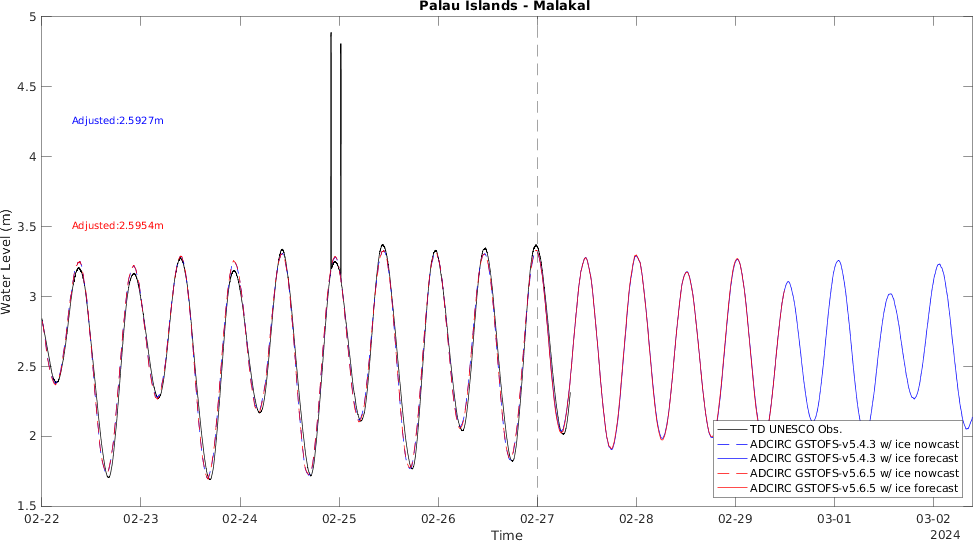 Palau Islands - Malakal
5
4.5
4
3.5
3
2.5
2
1.5
Water Level (m)
Adjusted:2.5927m
Adjusted:2.5954m
TD UNESCO Obs.
ADCIRC GSTOFS-v5.4.3 w/ ice nowcast
ADCIRC GSTOFS-v5.4.3 w/ ice forecast
ADCIRC GSTOFS-v5.6.5 w/ ice nowcast
ADCIRC GSTOFS-v5.6.5 w/ ice forecast
02-22 02-23 02-24 02-25 02-26 02-27 02-28 02-29 03-01 03-02
Time 2024